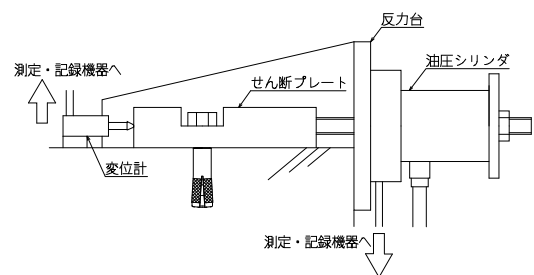 反力台
油圧シリンダ
測定・記録機器へ
せん断プレート
変位計
測定・記録機器へ